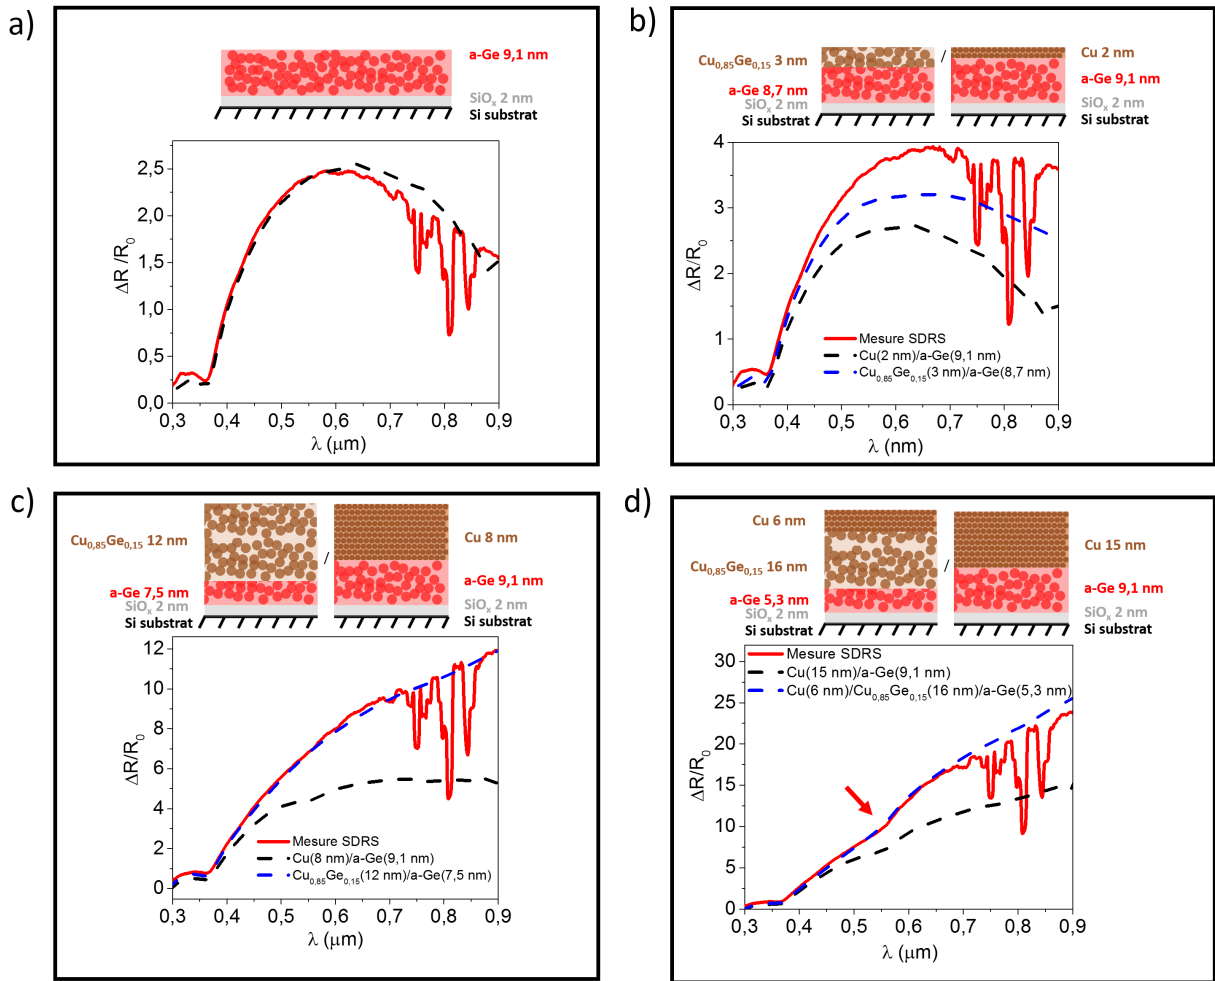 a)
a-Ge 9,1 nm
SiOₓ 2 nm
Si substrat
2,5
2,0
1,5
1,0
0,5
0,0
ΔR /R₀
0,3 0,4 0,5 0,6 0,7 0,8 0,9
λ (μm)
b)
Cu₀,₈₅Ge₀,₁₅ 3 nm
a-Ge 8,7 nm
SiOₓ 2 nm
Si substrat
/
Cu 2 nm
a-Ge 9,1 nm
SiOₓ 2 nm
Si substrat
4
3
2
1
0
ΔR/R₀
Mesure SDRS
Cu(2 nm)/a-Ge(9,1 nm)
Cu₀,₈₅Ge₀,₁₅(3 nm)/a-Ge(8,7 nm)
0,3 0,4 0,5 0,6 0,7 0,8 0,9
λ (nm)
c)
Cu₀,₈₅Ge₀,₁₅ 12 nm
a-Ge 7,5 nm
SiOₓ 2 nm
Si substrat
/
Cu 8 nm
a-Ge 9,1 nm
SiOₓ 2 nm
Si substrat
12
10
8
6
4
2
0
ΔR/R₀
Mesure SDRS
Cu(8 nm)/a-Ge(9,1 nm)
Cu₀,₈₅Ge₀,₁₅(12 nm)/a-Ge(7,5 nm)
0,3 0,4 0,5 0,6 0,7 0,8 0,9
λ (μm)
d)
Cu 6 nm
Cu₀,₈₅Ge₀,₁₅ 16 nm
a-Ge 5,3 nm
SiOₓ 2 nm
Si substrat
/
Cu 15 nm
a-Ge 9,1 nm
SiOₓ 2 nm
Si substrat
30
25
20
15
10
5
0
ΔR/R₀
Mesure SDRS
Cu(15 nm)/a-Ge(9,1 nm)
Cu(6 nm)/Cu₀,₈₅Ge₀,₁₅(16 nm)/a-Ge(5,3 nm)
0,3 0,4 0,5 0,6 0,7 0,8 0,9
λ (μm)